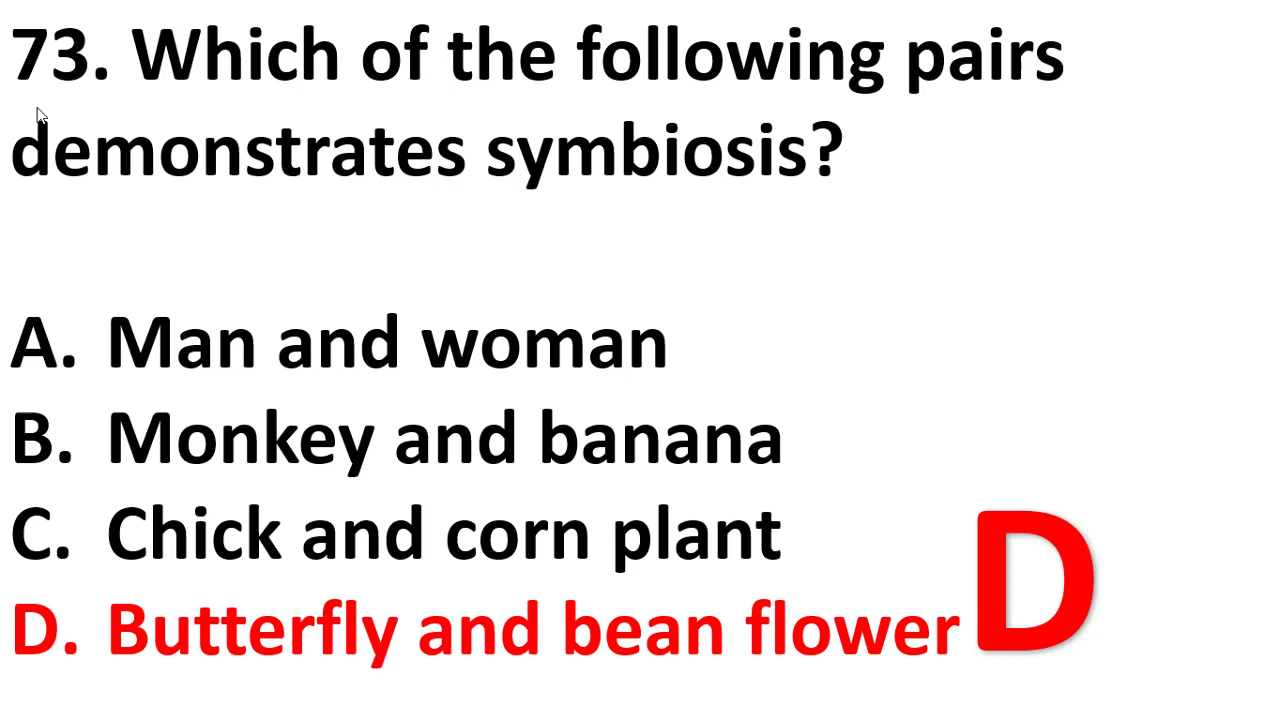 73. Which of the following pairs
demonstrates symbiosis?
A. Man and woman
B. Monkey and banana
C. Chick and corn plant
D. Butterfly and bean flower
D